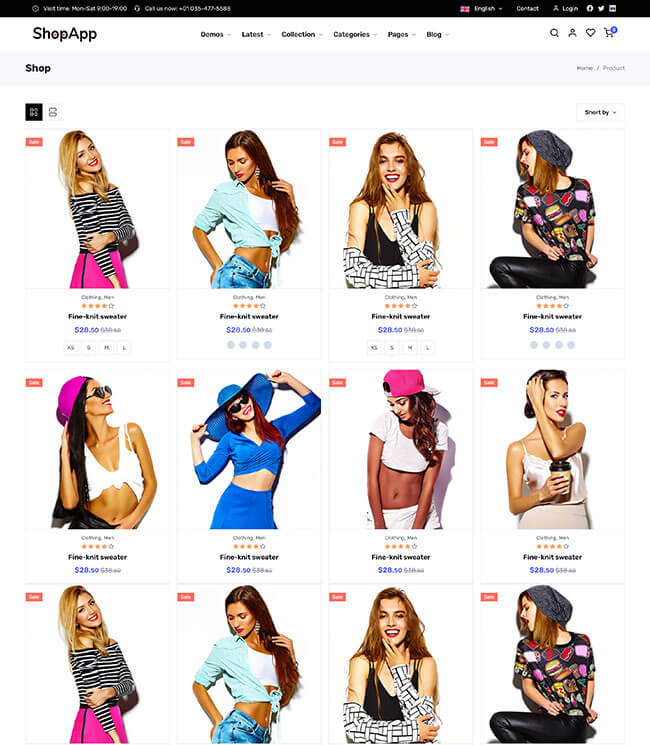 Visit time: Mon-Sat 9:00-19:00 Call us now: +01 035-477-5588 English Contact Login
ShopApp Demos Latest Collection Categories Pages Blog 0
Shop Home / Product
Short by
Sale Sale Sale Sale
Clothing, Men Clothing, Men Clothing, Men Clothing, Men
Fine-knit sweater Fine-knit sweater Fine-knit sweater Fine-knit sweater
$28.50 $38.50 $28.50 $38.50 $28.50 $38.50 $28.50 $38.50
XS S M L XS S M L
Sale Sale Sale Sale
Clothing, Men Clothing, Men Clothing, Men Clothing, Men
Fine-knit sweater Fine-knit sweater Fine-knit sweater Fine-knit sweater
$28.50 $38.50 $28.50 $38.50 $28.50 $38.50 $28.50 $38.50
Sale Sale Sale Sale